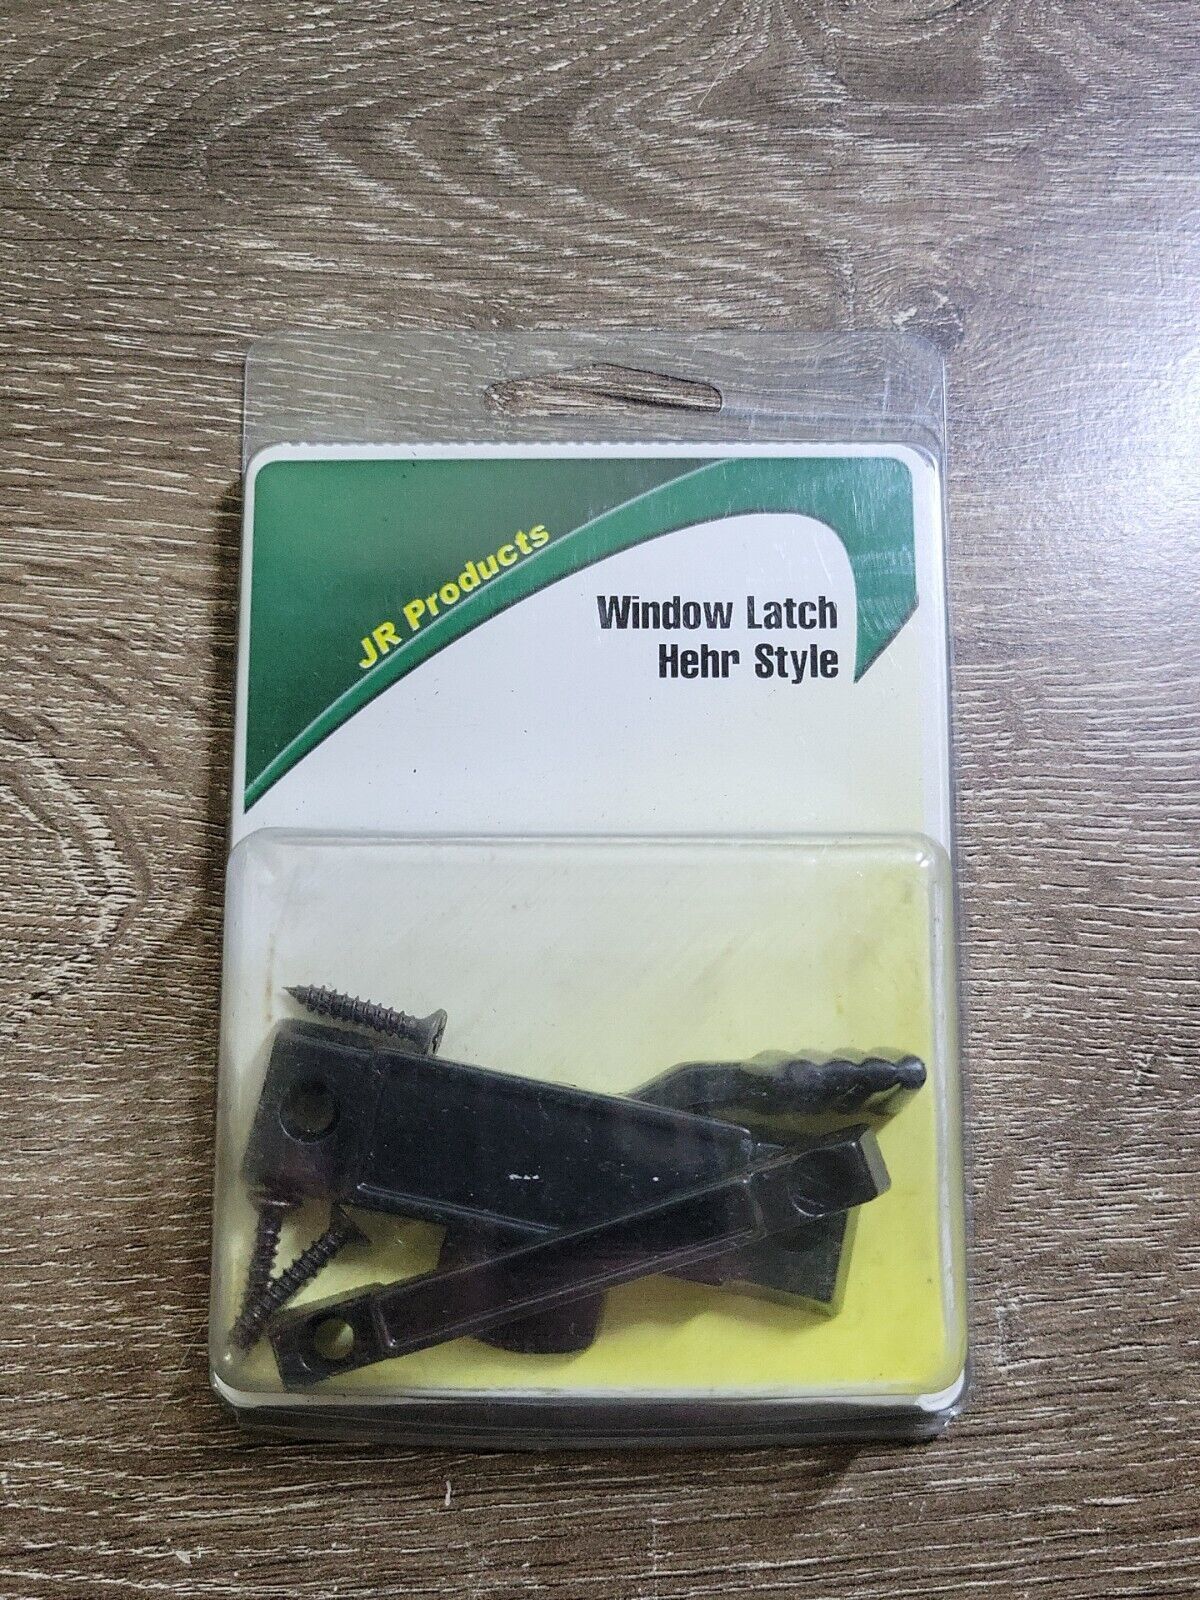 JR Products
Window Latch
Hehr Style